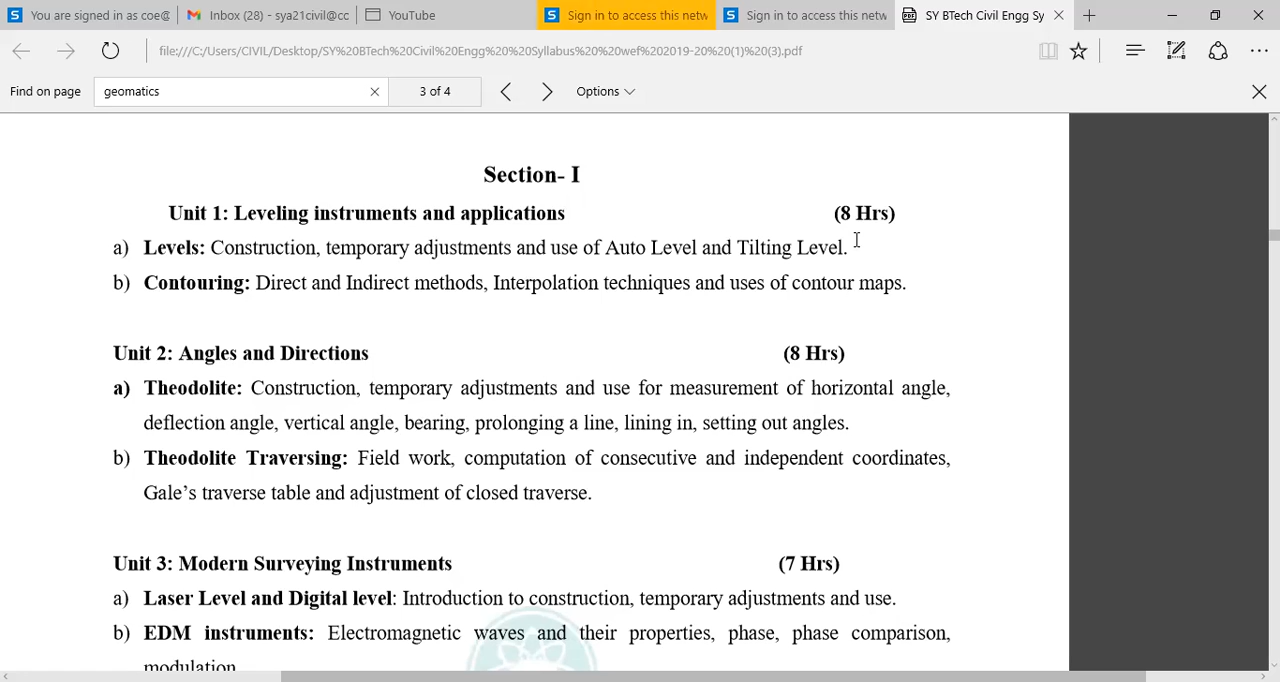 You are signed in as coe@
Inbox (28) - sya21civil@cc
YouTube
Sign in to access this netw
Sign in to access this netw
SY BTech Civil Engg Sy
file:///C:/Users/CIVIL/Desktop/SY%20BTech%20Civil%20Engg%20%20Syllabus%20%20wef%202019-20%20(1)%20(3).pdf
Find on page
geomatics
3 of 4
Options
Section- I
Unit 1: Leveling instruments and applications (8 Hrs)
a) Levels: Construction, temporary adjustments and use of Auto Level and Tilting Level.
b) Contouring: Direct and Indirect methods, Interpolation techniques and uses of contour maps.
Unit 2: Angles and Directions (8 Hrs)
a) Theodolite: Construction, temporary adjustments and use for measurement of horizontal angle,
deflection angle, vertical angle, bearing, prolonging a line, lining in, setting out angles.
b) Theodolite Traversing: Field work, computation of consecutive and independent coordinates,
Gale’s traverse table and adjustment of closed traverse.
Unit 3: Modern Surveying Instruments (7 Hrs)
a) Laser Level and Digital level: Introduction to construction, temporary adjustments and use.
b) EDM instruments: Electromagnetic waves and their properties, phase, phase comparison,
modulation